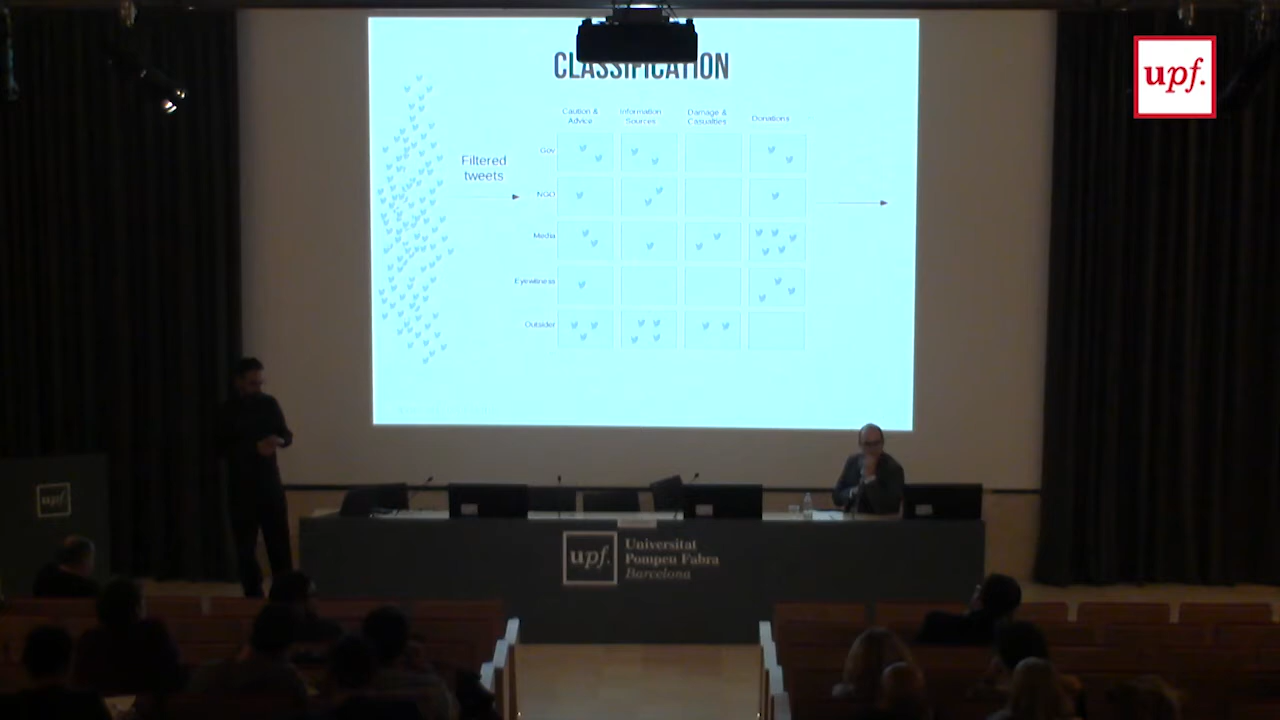 CLASSIFICATION
Caution &
Advice
Information
Sources
Damage &
Casualties
Donations
Filtered
tweets
Gov
NGO
Media
Eyewitness
Outsider
upf.
upf.
upf.
Universitat
Pompeu Fabra
Barcelona